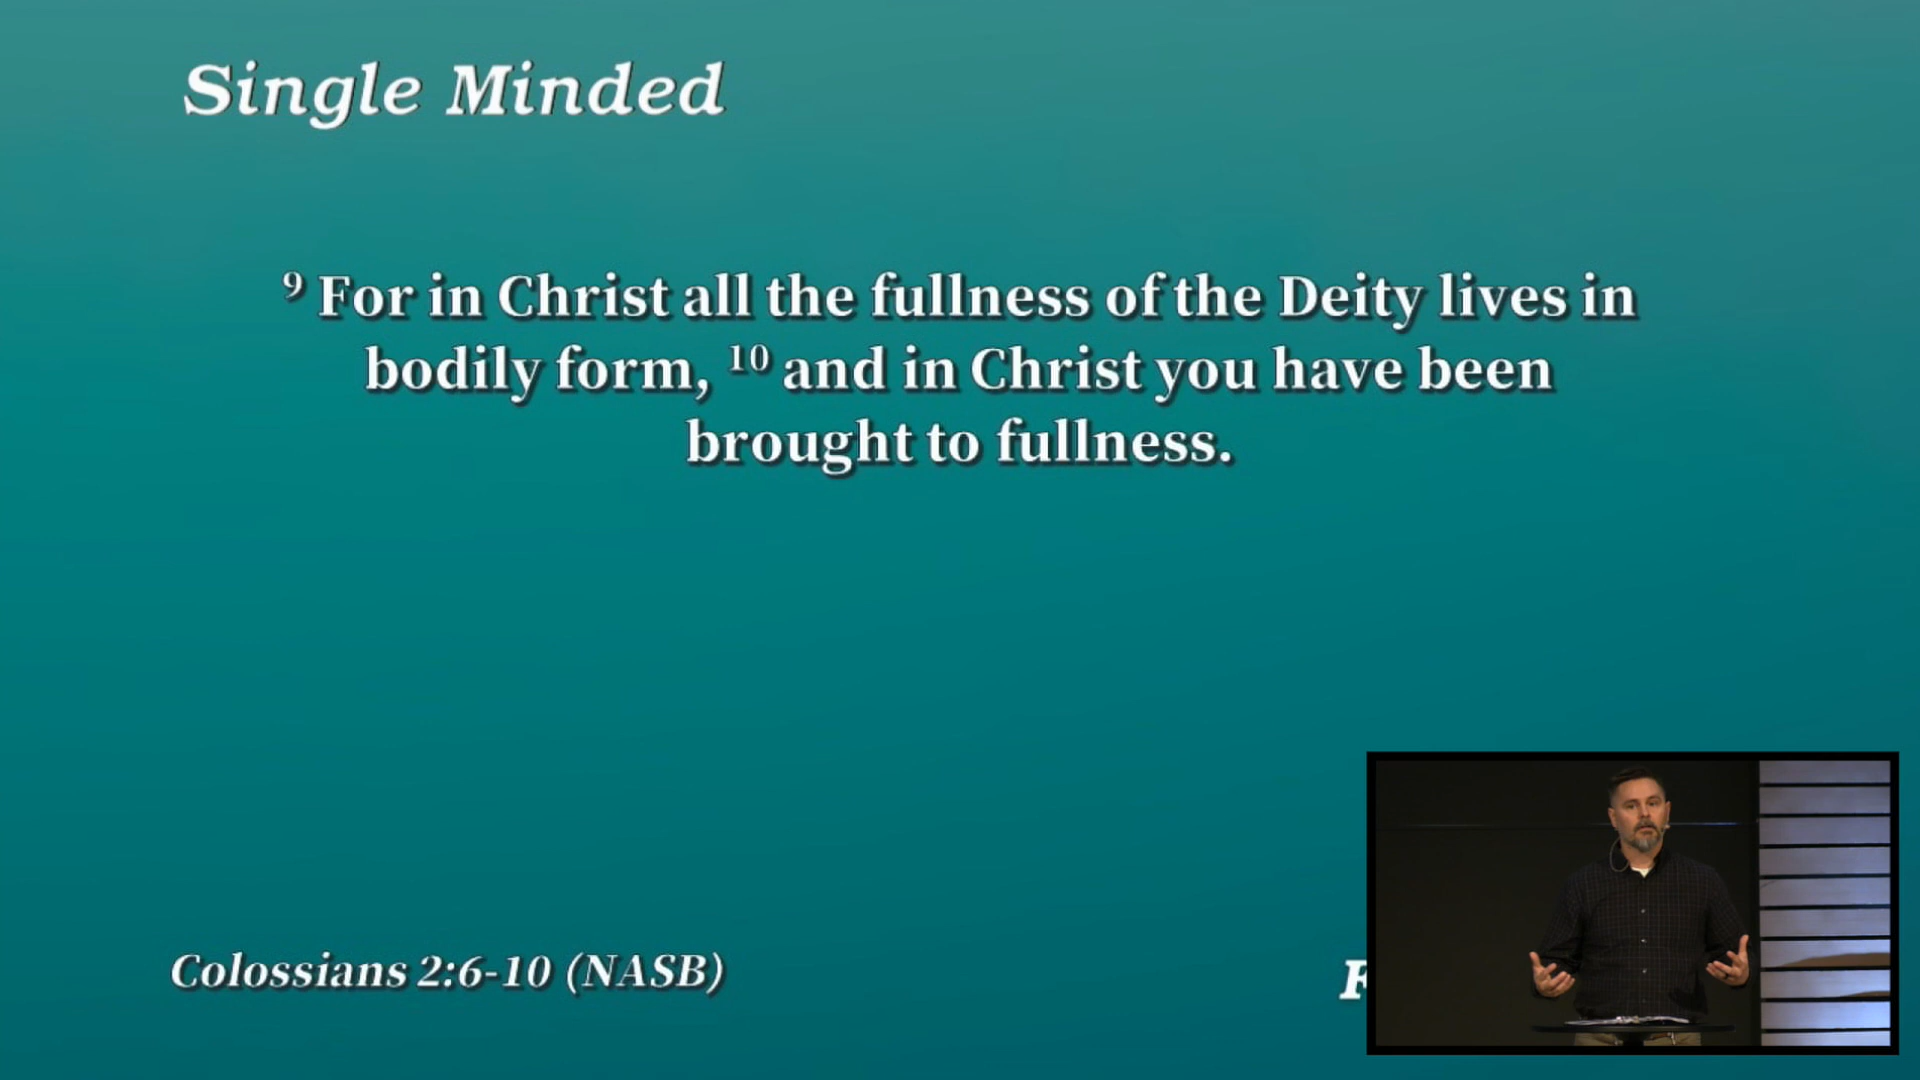 Single Minded
⁹ For in Christ all the fullness of the Deity lives in
bodily form, ¹⁰ and in Christ you have been
brought to fullness.
Colossians 2:6-10 (NASB)